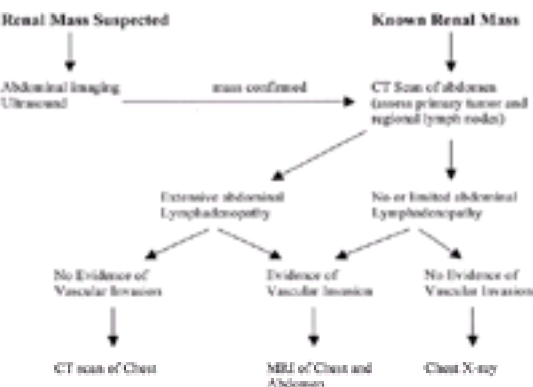 Renal Mass Suspected
Known Renal Mass
Abdominal imaging
Ultrasound
mass confirmed
CT Scan of abdomen
(assess primary tumor and
regional lymph nodes)
Extensive abdominal
Lymphadenopathy
No or limited abdominal
Lymphadenopathy
No Evidence of
Vascular Invasion
Evidence of
Vascular Invasion
No Evidence of
Vascular Invasion
CT scan of Chest
MRI of Chest and
Abdomen
Chest X-ray